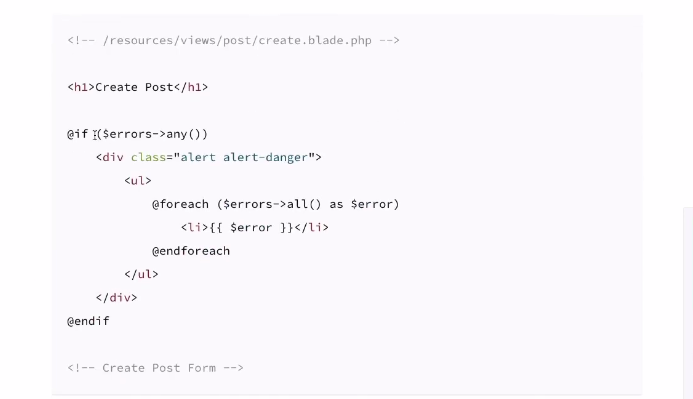 <!-- /resources/views/post/create.blade.php -->
<h1>Create Post</h1>
@if ($errors->any())
<div class="alert alert-danger">
<ul>
@foreach ($errors->all() as $error)
<li>{{ $error }}</li>
@endforeach
</ul>
</div>
@endif
<!-- Create Post Form -->